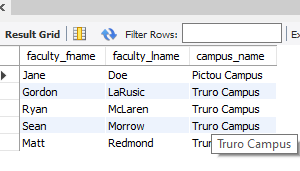 Result Grid Filter Rows: Ex
faculty_fname faculty_lname campus_name
Jane Doe Pictou Campus
Gordon LaRusic Truro Campus
Ryan McLaren Truro Campus
Sean Morrow Truro Campus
Matt Redmond Trur
Truro Campus